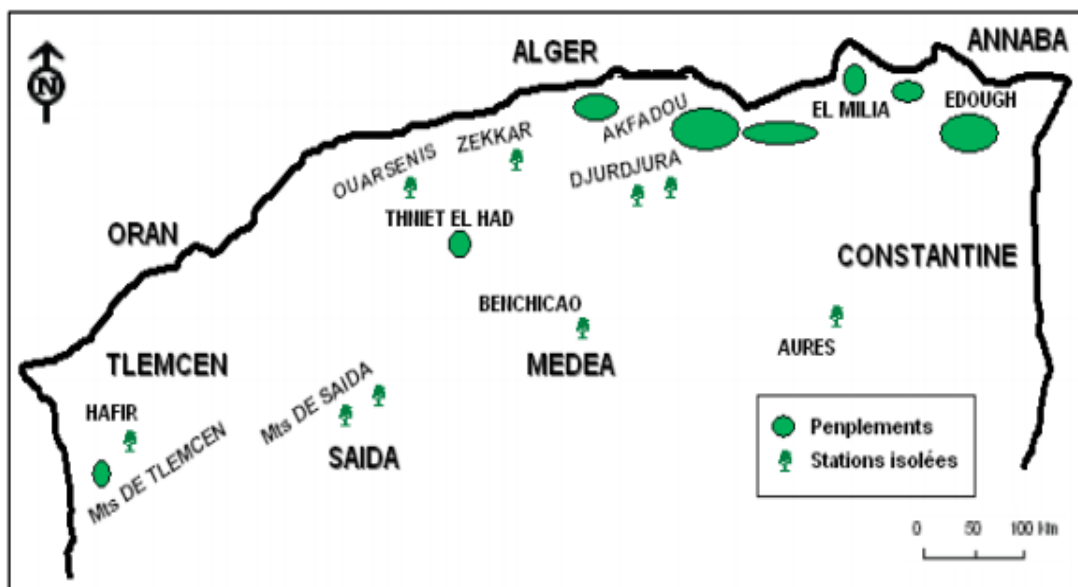 N
ALGER
ANNABA
ZEKKAR
AKFADOU
EL MILIA
EDOUGH
OUARSENIS
DJURDJURA
THNIET EL HAD
ORAN
CONSTANTINE
BENCHICAO
AURES
TLEMCEN
MEDEA
HAFIR
Mts DE SAIDA
SAIDA
Mts DE TLEMCEN
Penplements
Stations isolées
0 50 100 Km